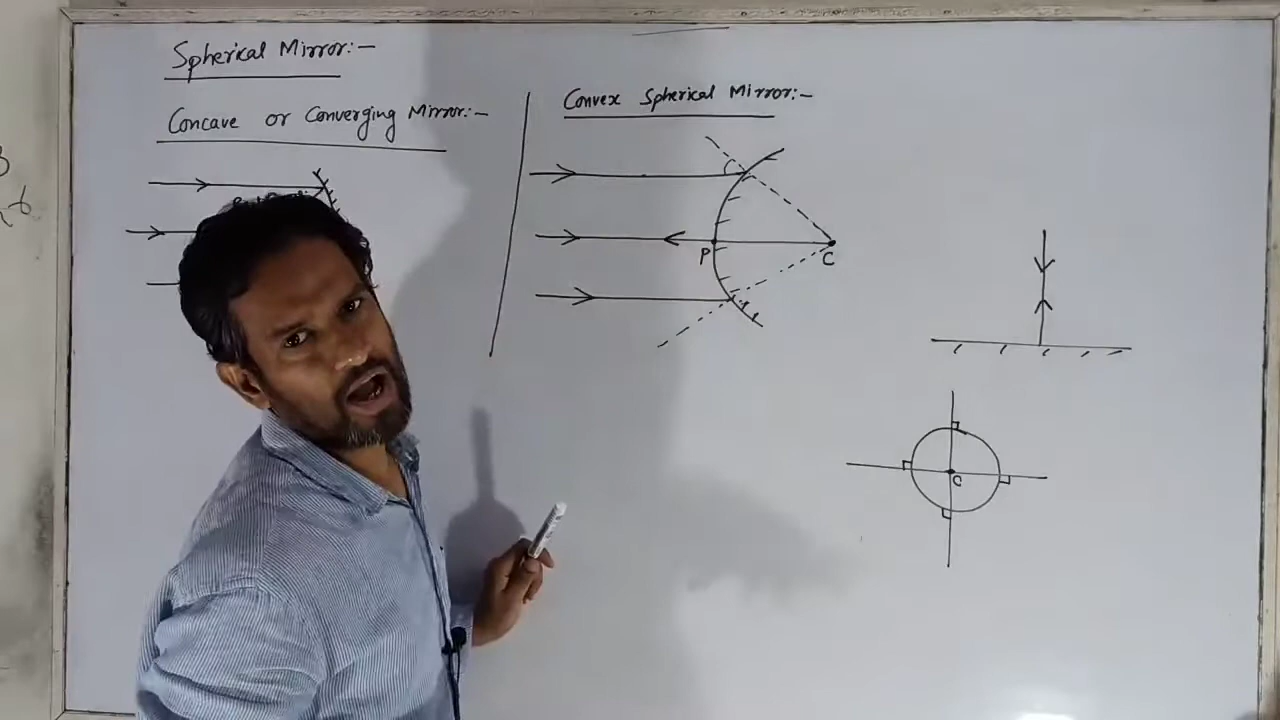 Spherical Mirror:-
Concave or Converging Mirror:-
Convex Spherical Mirror:-
P
C
C